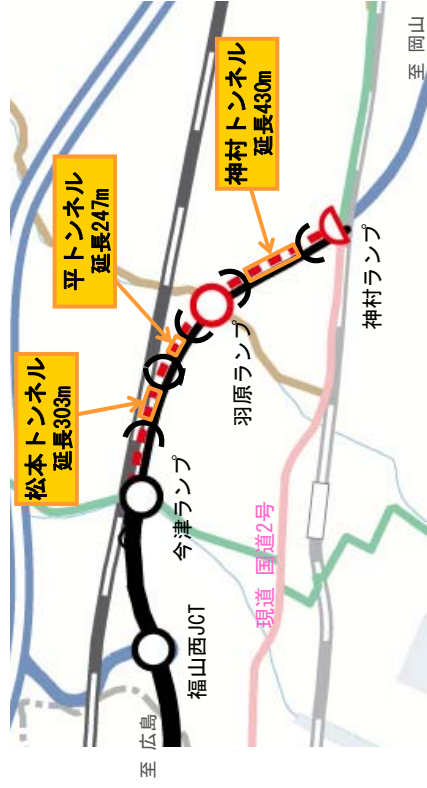 松本トンネル
延長303m
平トンネル
延長247m
神村トンネル
延長430m
至 広島
福山西JCT
今津ランプ
羽原ランプ
神村ランプ
現道 国道2号
至 岡山